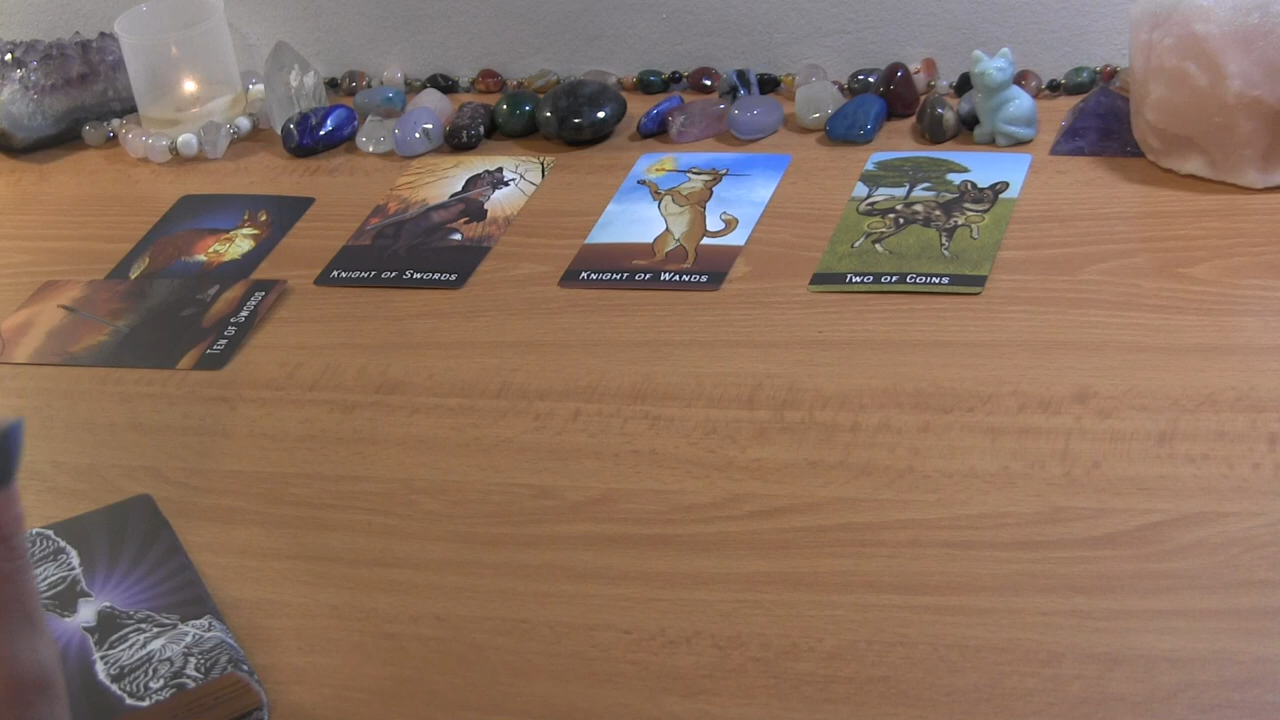 Knight of Swords
Knight of Wands
Two of Coins
Ten of Swords